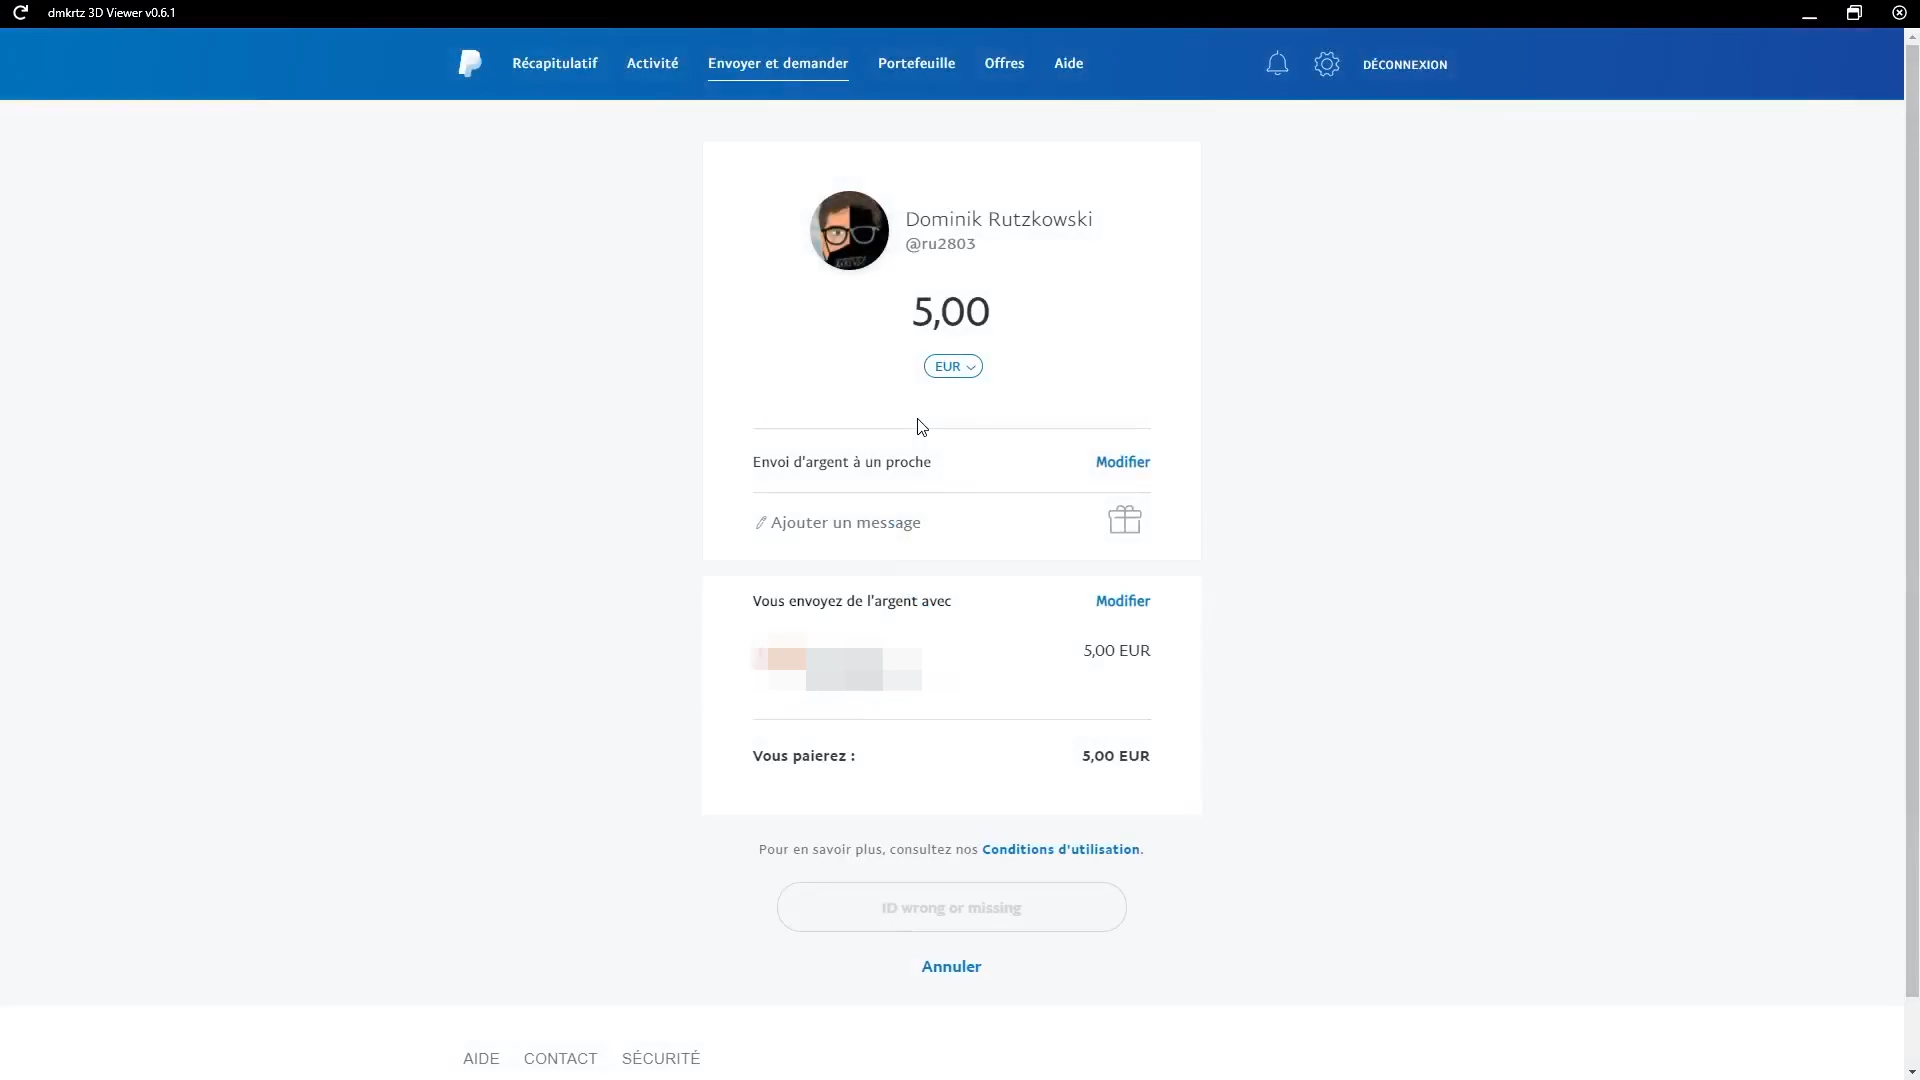 dmkrtz 3D Viewer v0.6.1
Récapitulatif Activité Envoyer et demander Portefeuille Offres Aide DÉCONNEXION
Dominik Rutzkowski
@ru2803
5,00
EUR
Envoi d'argent à un proche Modifier
Ajouter un message
Vous envoyez de l'argent avec Modifier
5,00 EUR
Vous paierez : 5,00 EUR
Pour en savoir plus, consultez nos Conditions d'utilisation.
ID wrong or missing
Annuler
AIDE CONTACT SÉCURITÉ